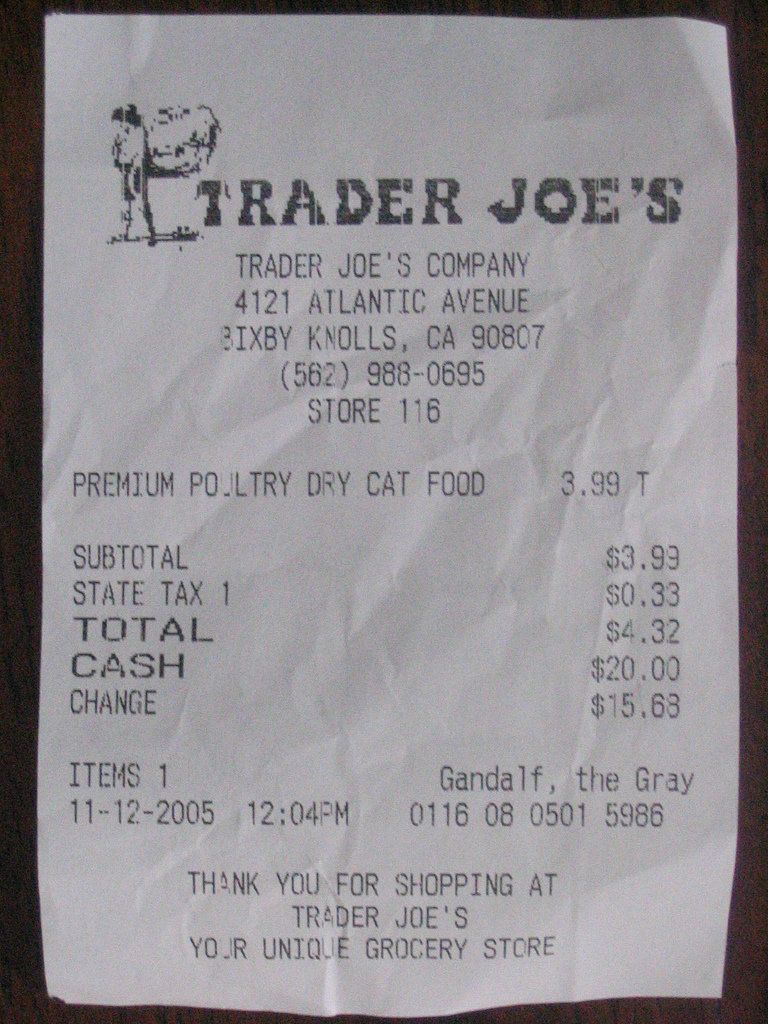 TRADER JOE'S
TRADER JOE'S COMPANY
4121 ATLANTIC AVENUE
BIXBY KNOLLS, CA 90807
(562) 988-0695
STORE 116
PREMIUM POULTRY DRY CAT FOOD 3.99 T
SUBTOTAL $3.99
STATE TAX 1 $0.33
TOTAL $4.32
CASH $20.00
CHANGE $15.68
ITEMS 1 Gandalf, the Gray
11-12-2005 12:04PM 0116 08 0501 5986
THANK YOU FOR SHOPPING AT
TRADER JOE'S
YOUR UNIQUE GROCERY STORE